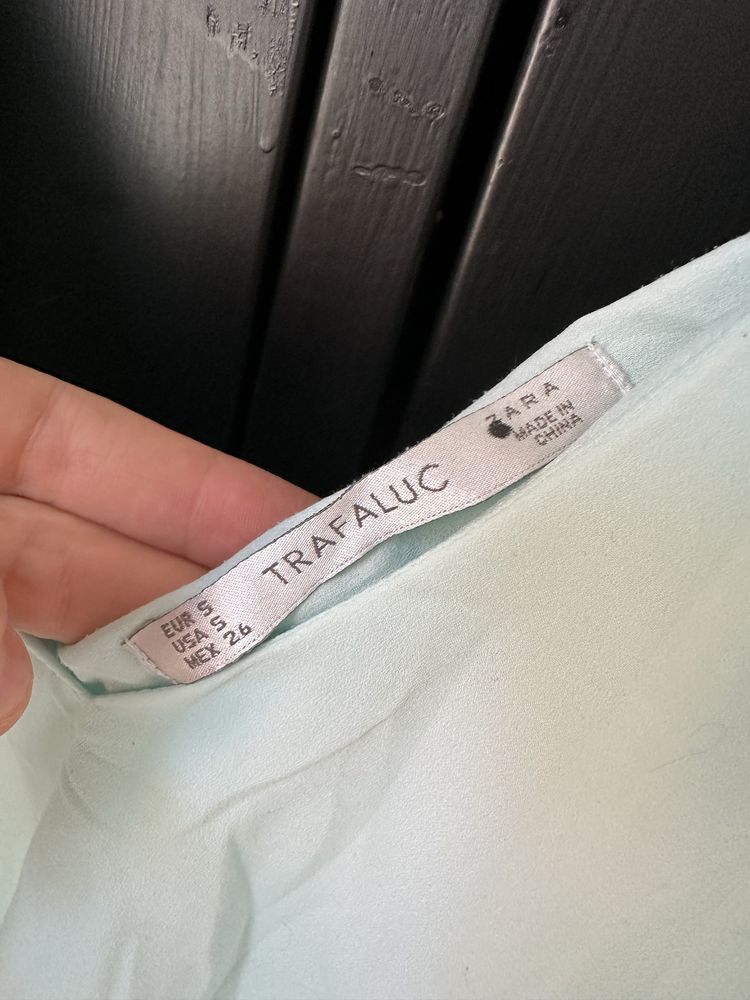 EUR S
USA S
MEX 26
TRAFALUC
ZARA
MADE IN
CHINA